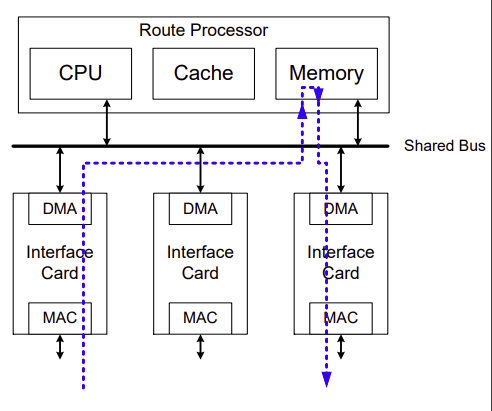 Route Processor
CPU
Cache
Memory
Shared Bus
DMA
DMA
DMA
Interface
Card
Interface
Card
Interface
Card
MAC
MAC
MAC